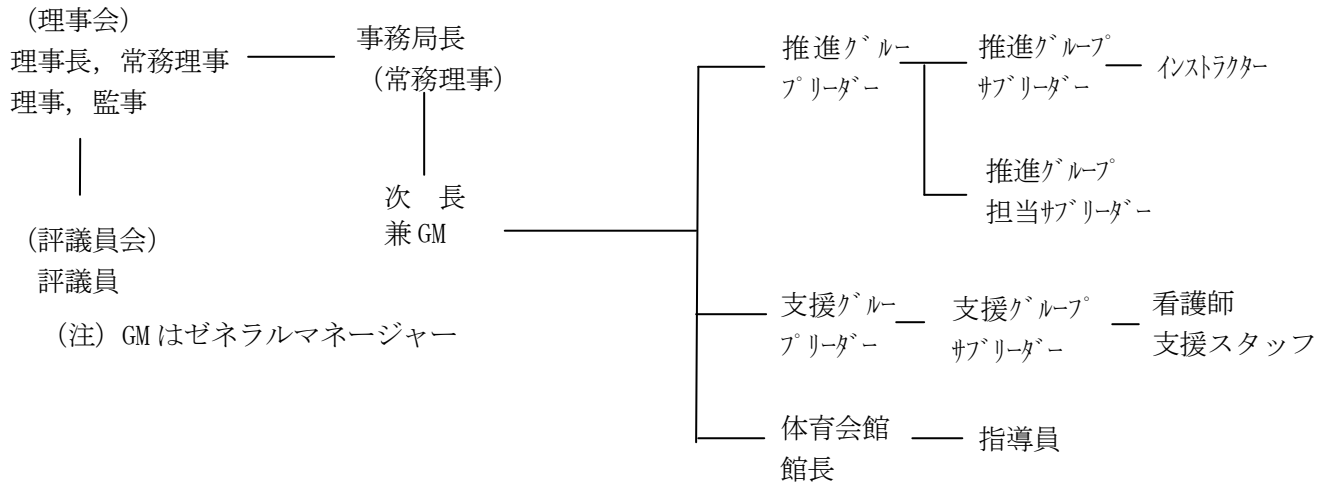 (理事会)
理事長，常務理事
理事，監事
事務局長
(常務理事)
次　長
兼 GM
(評議員会)
評議員
(注) GM はゼネラルマネージャー
推進ｸﾞﾙｰ
ﾌﾟﾘｰﾀﾞｰ
推進ｸﾞﾙｰﾌﾟ
ｻﾌﾞﾘｰﾀﾞｰ
ｲﾝｽﾄﾗｸﾀｰ
推進ｸﾞﾙｰﾌﾟ
担当ｻﾌﾞﾘｰﾀﾞｰ
支援ｸﾞﾙｰ
ﾌﾟﾘｰﾀﾞｰ
支援ｸﾞﾙｰﾌﾟ
ｻﾌﾞﾘｰﾀﾞｰ
看護師
支援スタッフ
体育会館
館長
指導員